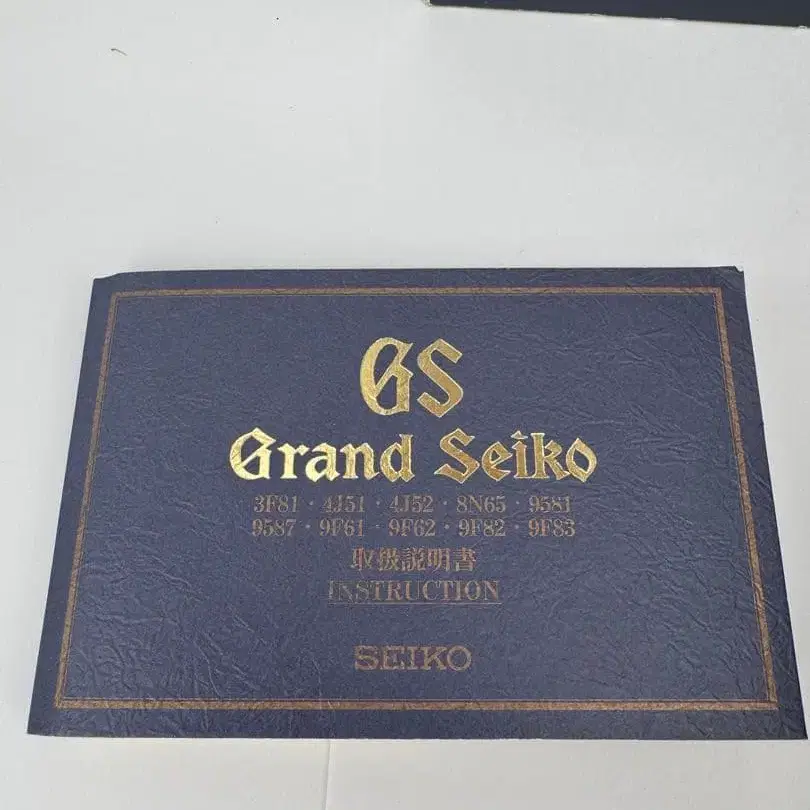 GS
Grand Seiko
3F81・4J51・4J52・8N65・9581
9587・9F61・9F62・9F82・9F83
取扱説明書
INSTRUCTION
SEIKO